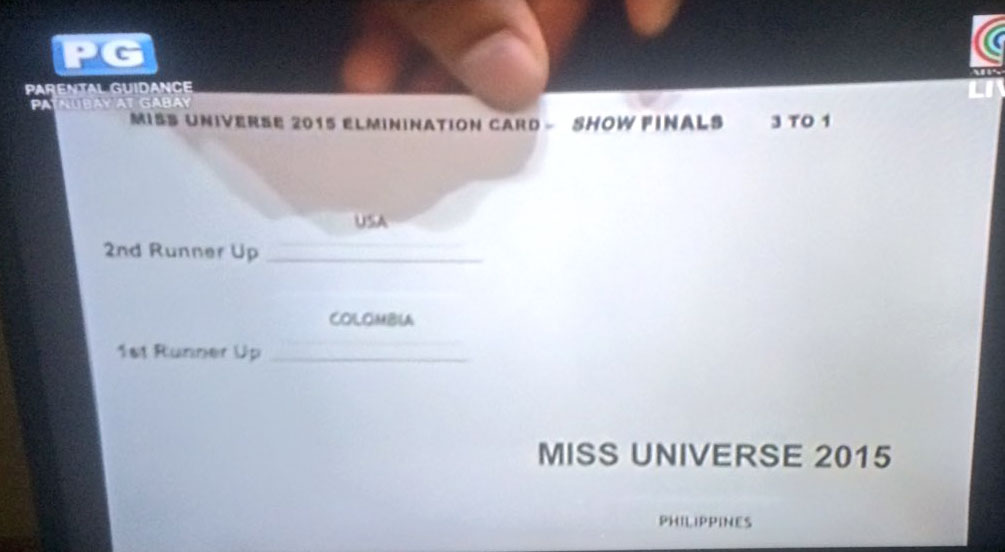 PG
PARENTAL GUIDANCE
PATNUBAY AT GABAY
LIV
MISS UNIVERSE 2015 ELMININATION CARD - SHOW FINALS 3 TO 1
USA
2nd Runner Up
COLOMBIA
1st Runner Up
MISS UNIVERSE 2015
PHILIPPINES